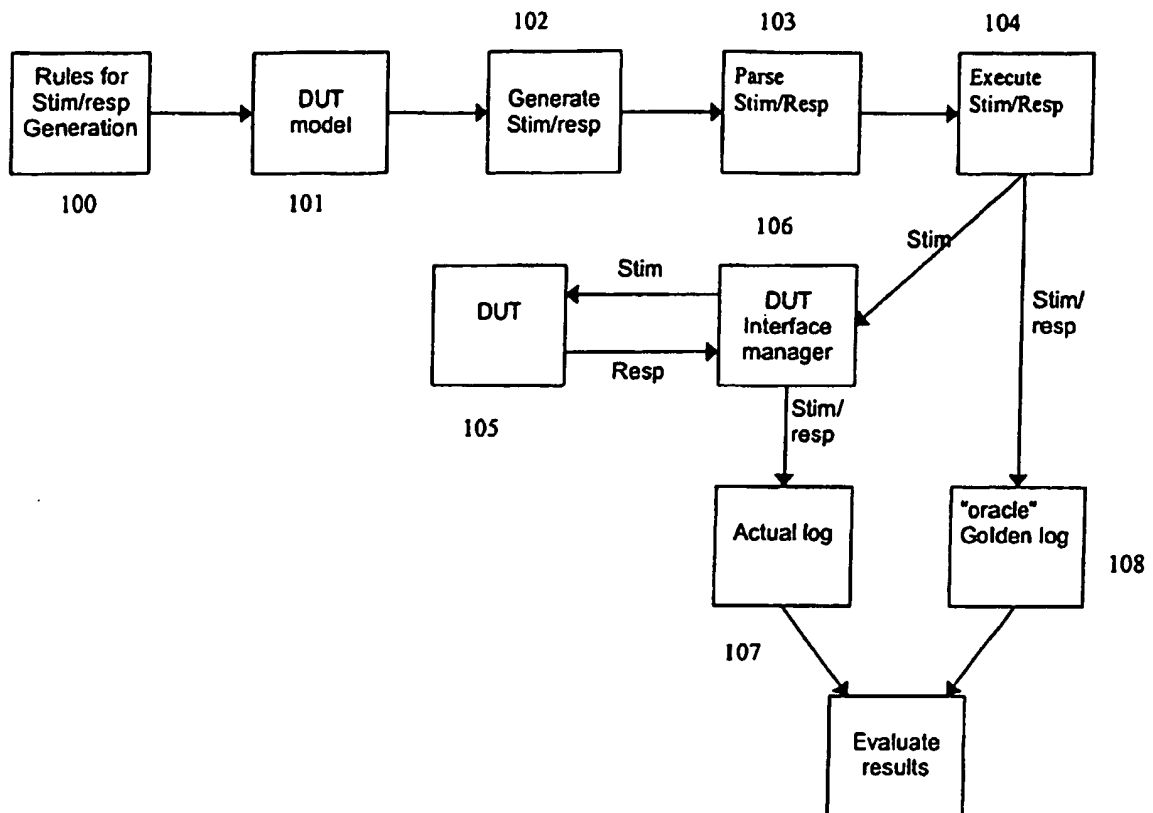 102
103
104
Rules for
Stim/resp
Generation
DUT
model
Generate
Stim/resp
Parse
Stim/Resp
Execute
Stim/Resp
100
101
106
Stim
Stim
DUT
DUT
Interface
manager
Stim/
resp
Resp
105
Stim/
resp
Actual log
"oracle"
Golden log
108
107
Evaluate
results